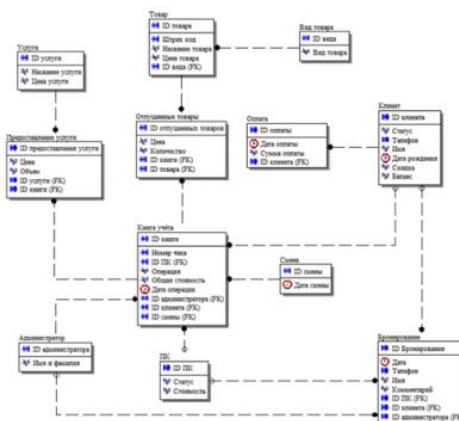 Товар
ID товара
Штрих код
Название товара
Цена товара
ID вида (FK)
Вид товара
ID вида
Вид товара
Услуга
ID услуги
Название услуги
Цена услуги
Предоставление услуги
ID предоставления услуги
Цена
Объем
ID услуги (FK)
ID книги (FK)
Отпущенные товары
ID отпущенных товаров
Цена
Количество
ID книги (FK)
ID товара (FK)
Оплата
ID оплаты
Дата оплаты
Сумма оплаты
ID клиента (FK)
Клиент
ID клиента
Статус
Телефон
Имя
Дата рождения
Скидка
Баланс
Книга учёта
ID книги
Номер чека
ID ПК (FK)
Операция
Общая стоимость
Дата операции
ID администратора (FK)
ID клиента (FK)
ID смены (FK)
Смена
ID смены
Дата смены
Администратор
ID администратора
Имя и фамилия
ПК
ID ПК
Статус
Стоимость
Бронирование
ID Бронирования
Дата
Телефон
Имя
Комментарий
ID ПК (FK)
ID клиента (FK)
ID администратора (FK)